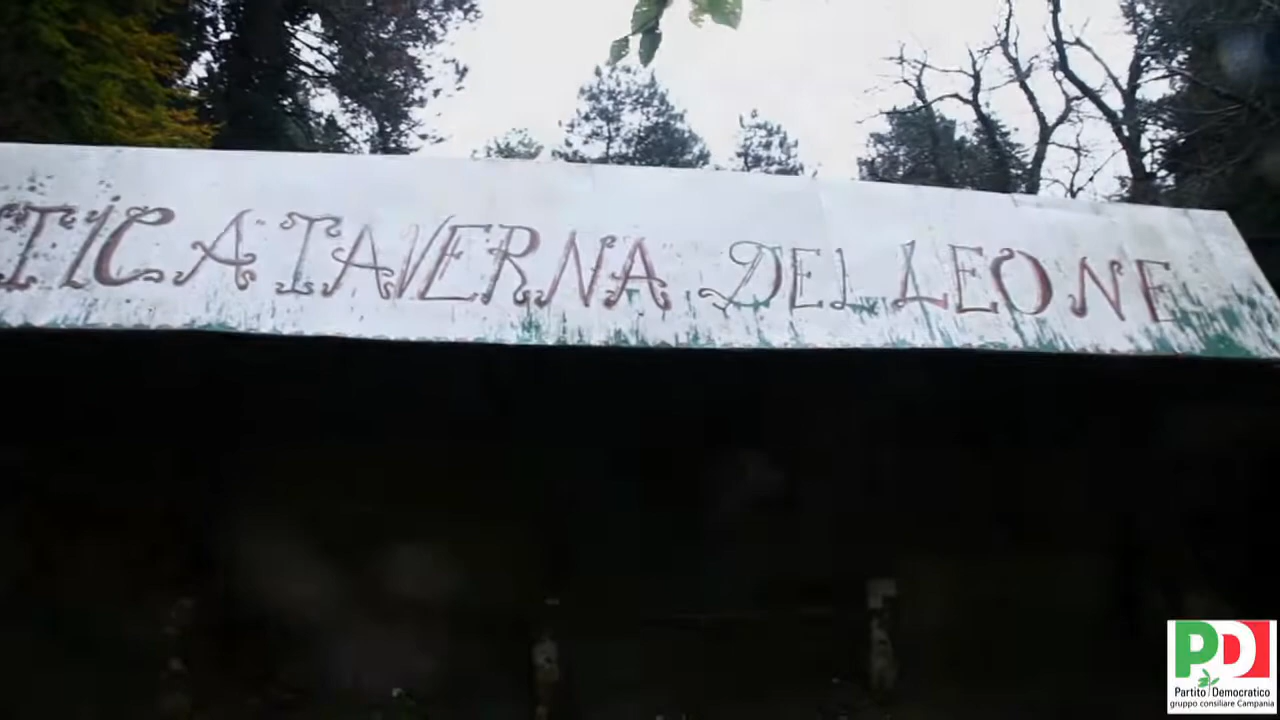 TICA TAVERNA DEL LEONE
PD
Partito Democratico
gruppo consiliare Campania